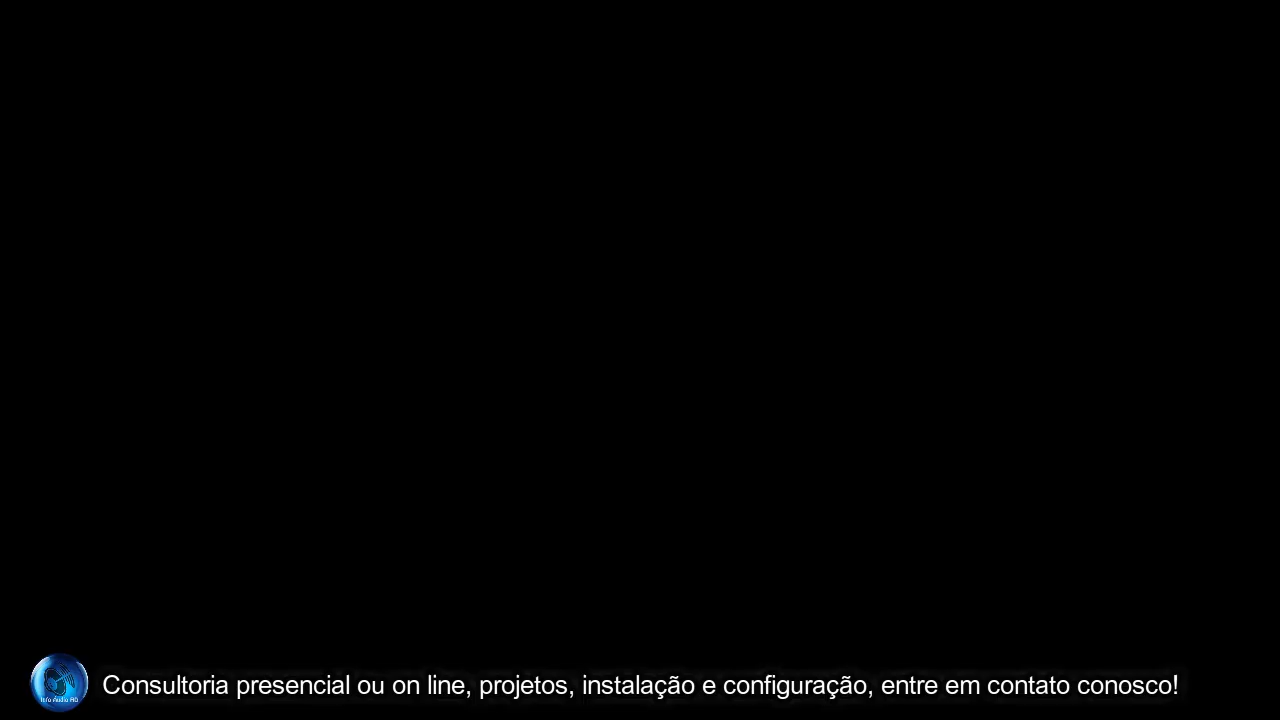 Consultoria presencial ou on line, projetos, instalação e configuração, entre em contato conosco!